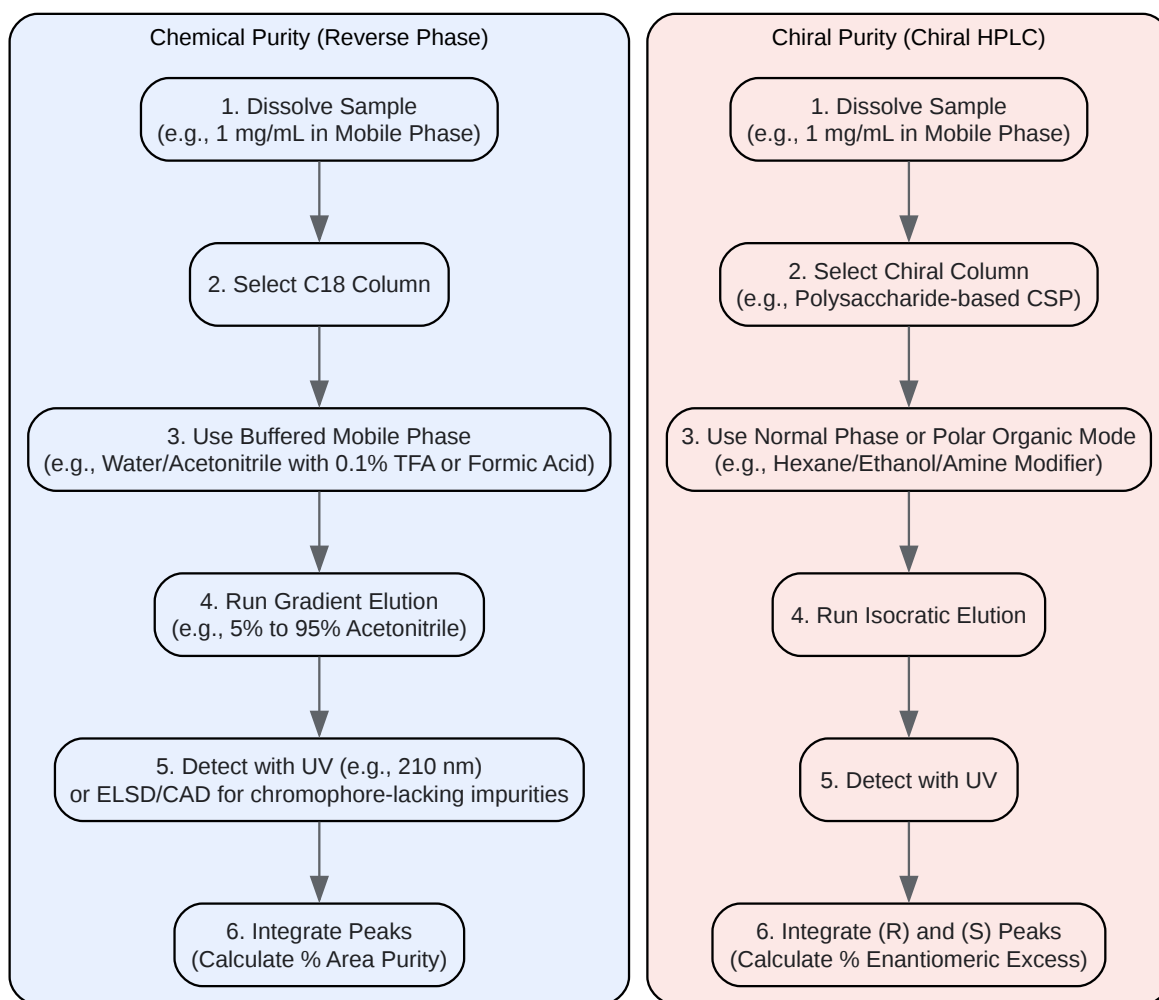 Chemical Purity (Reverse Phase)
1. Dissolve Sample
(e.g., 1 mg/mL in Mobile Phase)
2. Select C18 Column
3. Use Buffered Mobile Phase
(e.g., Water/Acetonitrile with 0.1% TFA or Formic Acid)
4. Run Gradient Elution
(e.g., 5% to 95% Acetonitrile)
5. Detect with UV (e.g., 210 nm)
or ELSD/CAD for chromophore-lacking impurities
6. Integrate Peaks
(Calculate % Area Purity)
Chiral Purity (Chiral HPLC)
1. Dissolve Sample
(e.g., 1 mg/mL in Mobile Phase)
2. Select Chiral Column
(e.g., Polysaccharide-based CSP)
3. Use Normal Phase or Polar Organic Mode
(e.g., Hexane/Ethanol/Amine Modifier)
4. Run Isocratic Elution
5. Detect with UV
6. Integrate (R) and (S) Peaks
(Calculate % Enantiomeric Excess)